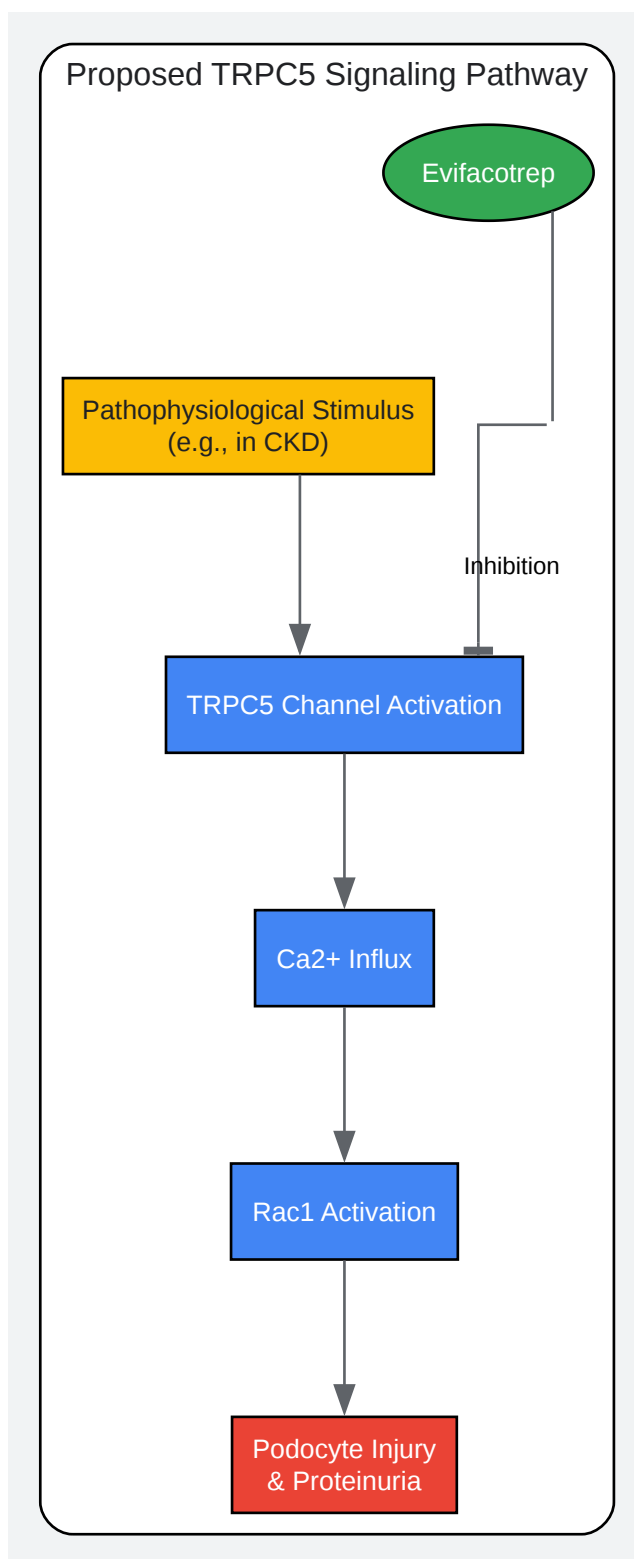 Proposed TRPC5 Signaling Pathway
Evifacotrep
Pathophysiological Stimulus
(e.g., in CKD)
Inhibition
TRPC5 Channel Activation
Ca2+ Influx
Rac1 Activation
Podocyte Injury
& Proteinuria